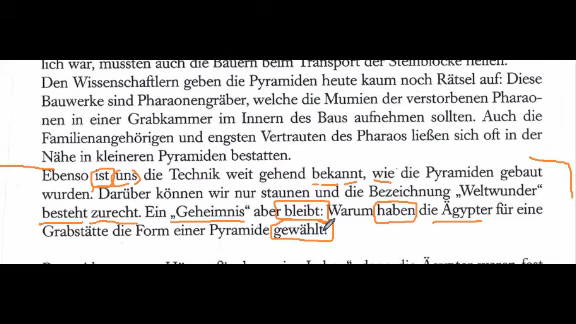 lich war, mussten auch die Bauern beim Transport der Steinblöcke helfen.
Den Wissenschaftlern geben die Pyramiden heute kaum noch Rätsel auf: Diese
Bauwerke sind Pharaonengräber, welche die Mumien der verstorbenen Pharao-
nen in einer Grabkammer im Innern des Baus aufnehmen sollten. Auch die
Familienangehörigen und engsten Vertrauten des Pharaos ließen sich oft in der
Nähe in kleineren Pyramiden bestatten.
Ebenso ist uns die Technik weit gehend bekannt, wie die Pyramiden gebaut
wurden. Darüber können wir nur staunen und die Bezeichnung „Weltwunder“
besteht zurecht. Ein „Geheimnis“ aber bleibt: Warum haben die Ägypter für eine
Grabstätte die Form einer Pyramide gewählt?